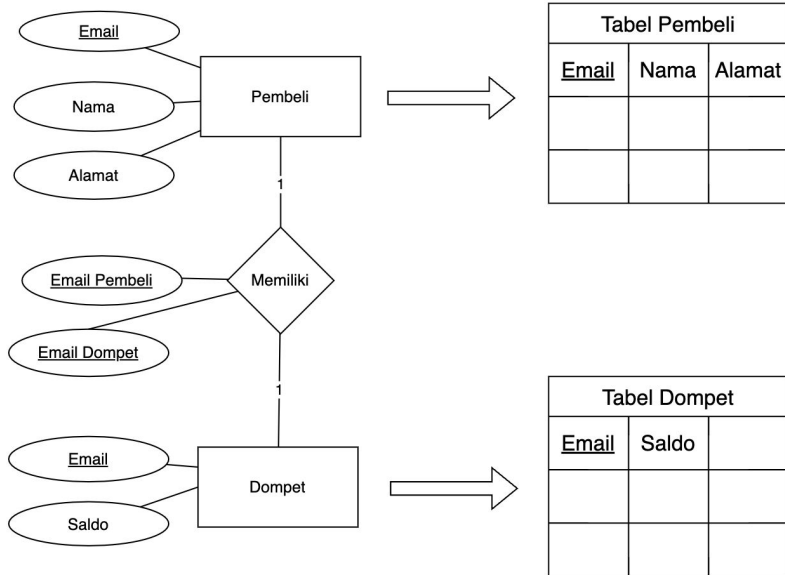 Email
Nama
Alamat
Pembeli
1
Memiliki
Email Pembeli
Email Dompet
1
Email
Saldo
Dompet
Tabel Pembeli
Email Nama Alamat
Tabel Dompet
Email Saldo